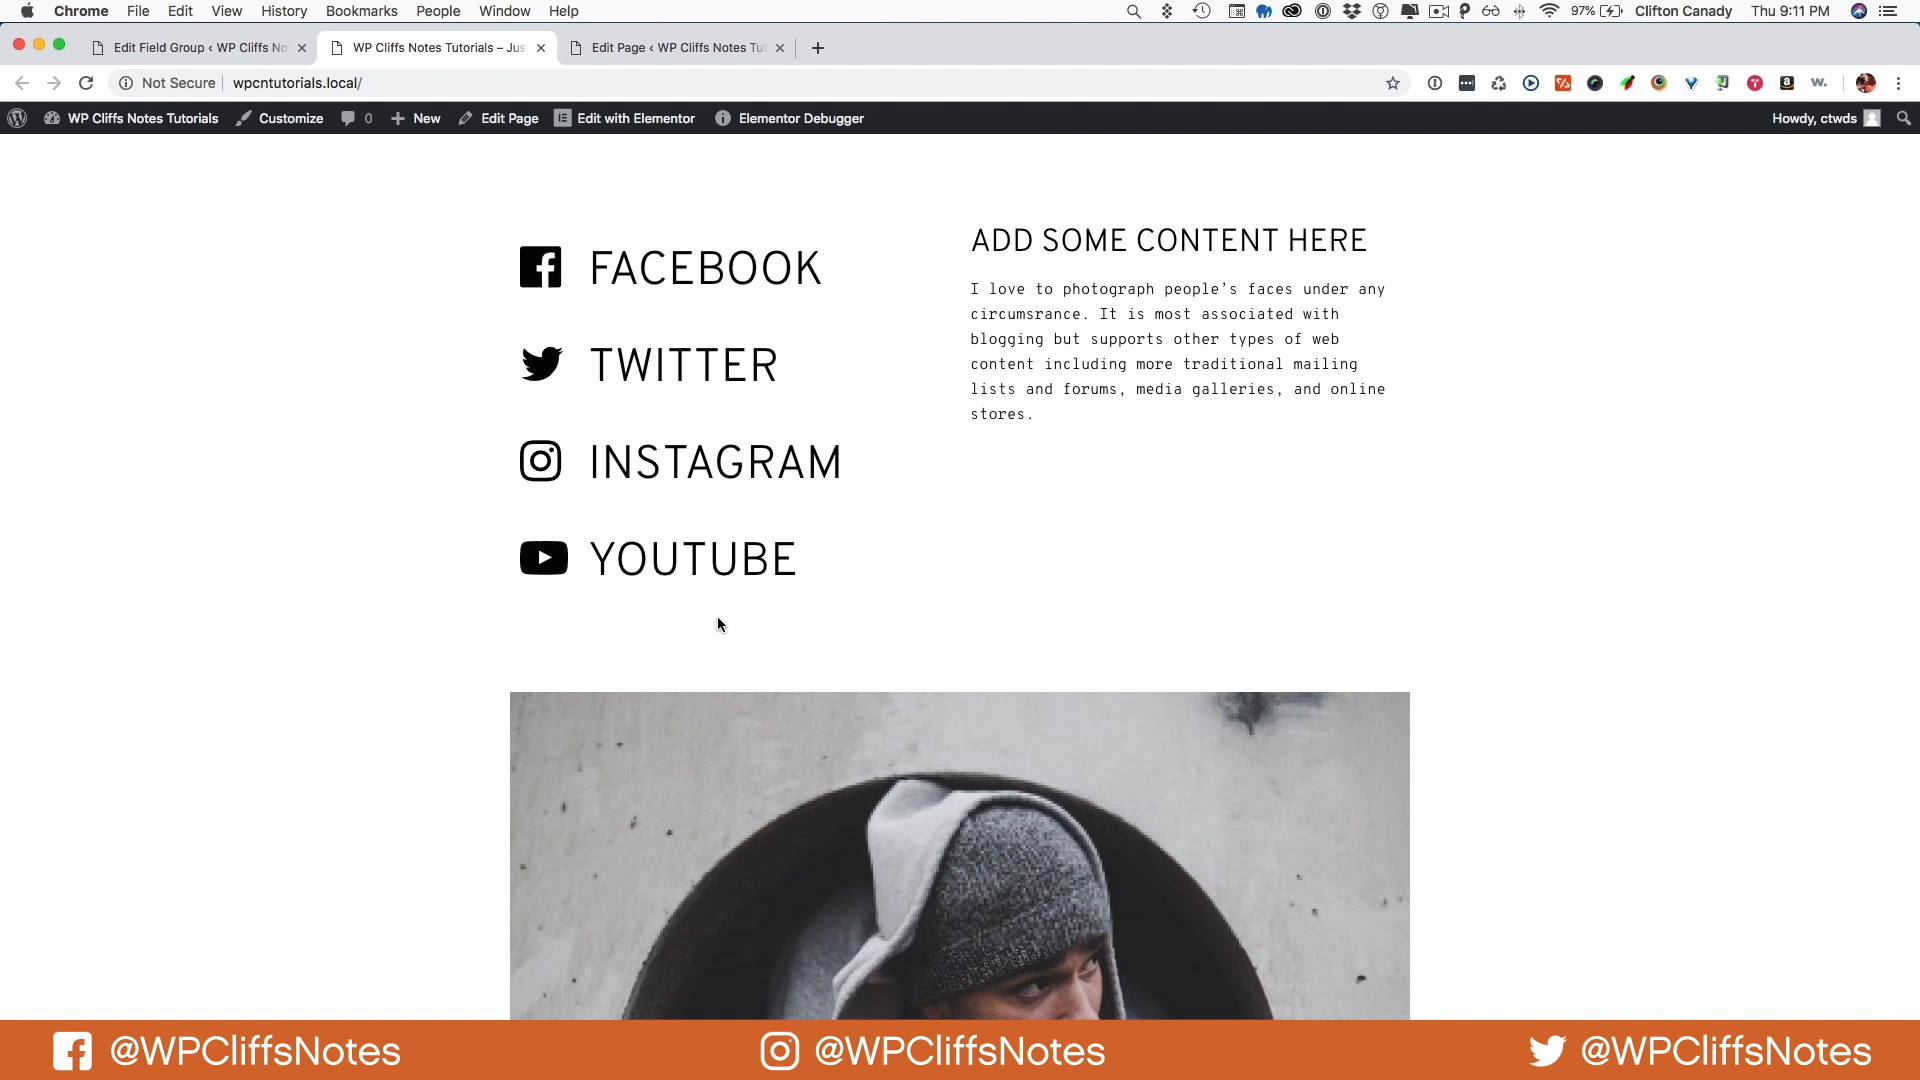 Chrome File Edit View History Bookmarks People Window Help 97% Clifton Canady Thu 9:11 PM
Edit Field Group ‹ WP Cliffs No
WP Cliffs Notes Tutorials – Jus
Edit Page ‹ WP Cliffs Notes Tut
Not Secure wpcntutorials.local/
WP Cliffs Notes Tutorials Customize 0 New Edit Page Edit with Elementor Elementor Debugger Howdy, ctwds
FACEBOOK
TWITTER
INSTAGRAM
YOUTUBE
ADD SOME CONTENT HERE
I love to photograph people’s faces under any
circumsrance. It is most associated with
blogging but supports other types of web
content including more traditional mailing
lists and forums, media galleries, and online
stores.
@WPCliffsNotes @WPCliffsNotes @WPCliffsNotes